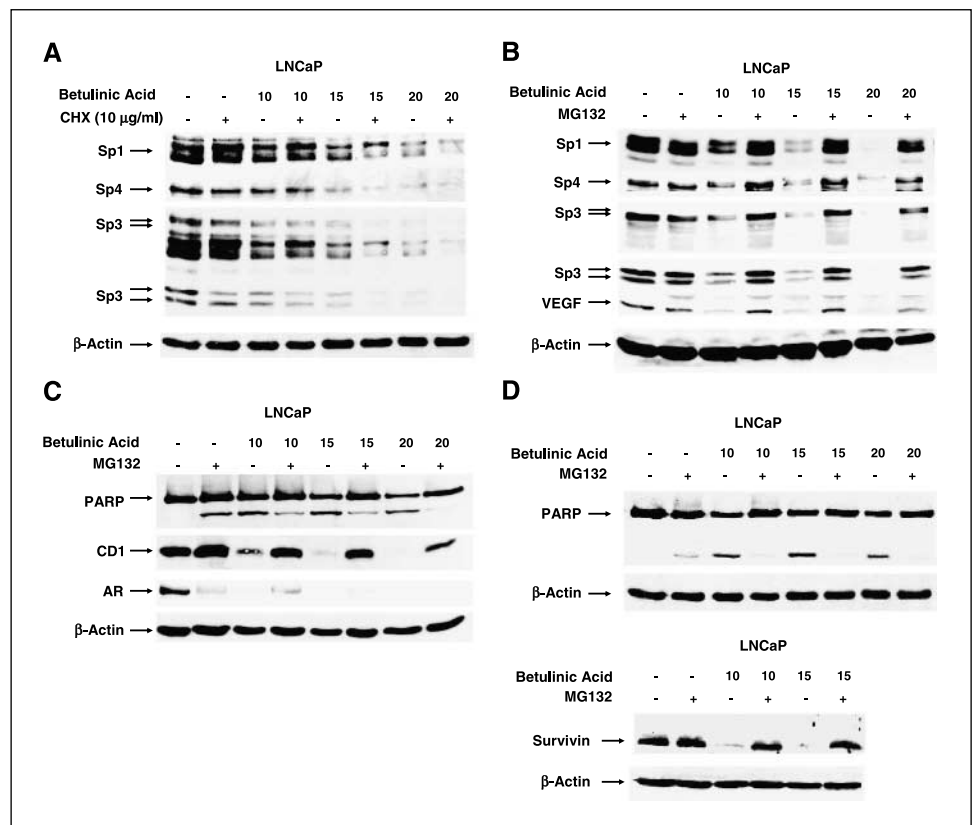 A
LNCaP
Betulinic Acid - - 10 10 15 15 20 20
CHX (10 μg/ml) - + - + - + - +
Sp1
Sp4
Sp3
Sp3
β-Actin
B
LNCaP
Betulinic Acid - - 10 10 15 15 20 20
MG132 - + - + - + - +
Sp1
Sp4
Sp3
Sp3
VEGF
β-Actin
C
LNCaP
Betulinic Acid - - 10 10 15 15 20 20
MG132 - + - + - + - +
PARP
CD1
AR
β-Actin
D
LNCaP
Betulinic Acid - - 10 10 15 15 20 20
MG132 - + - + - + - +
PARP
β-Actin
LNCaP
Betulinic Acid - - 10 10 15 15
MG132 - + - + - +
Survivin
β-Actin